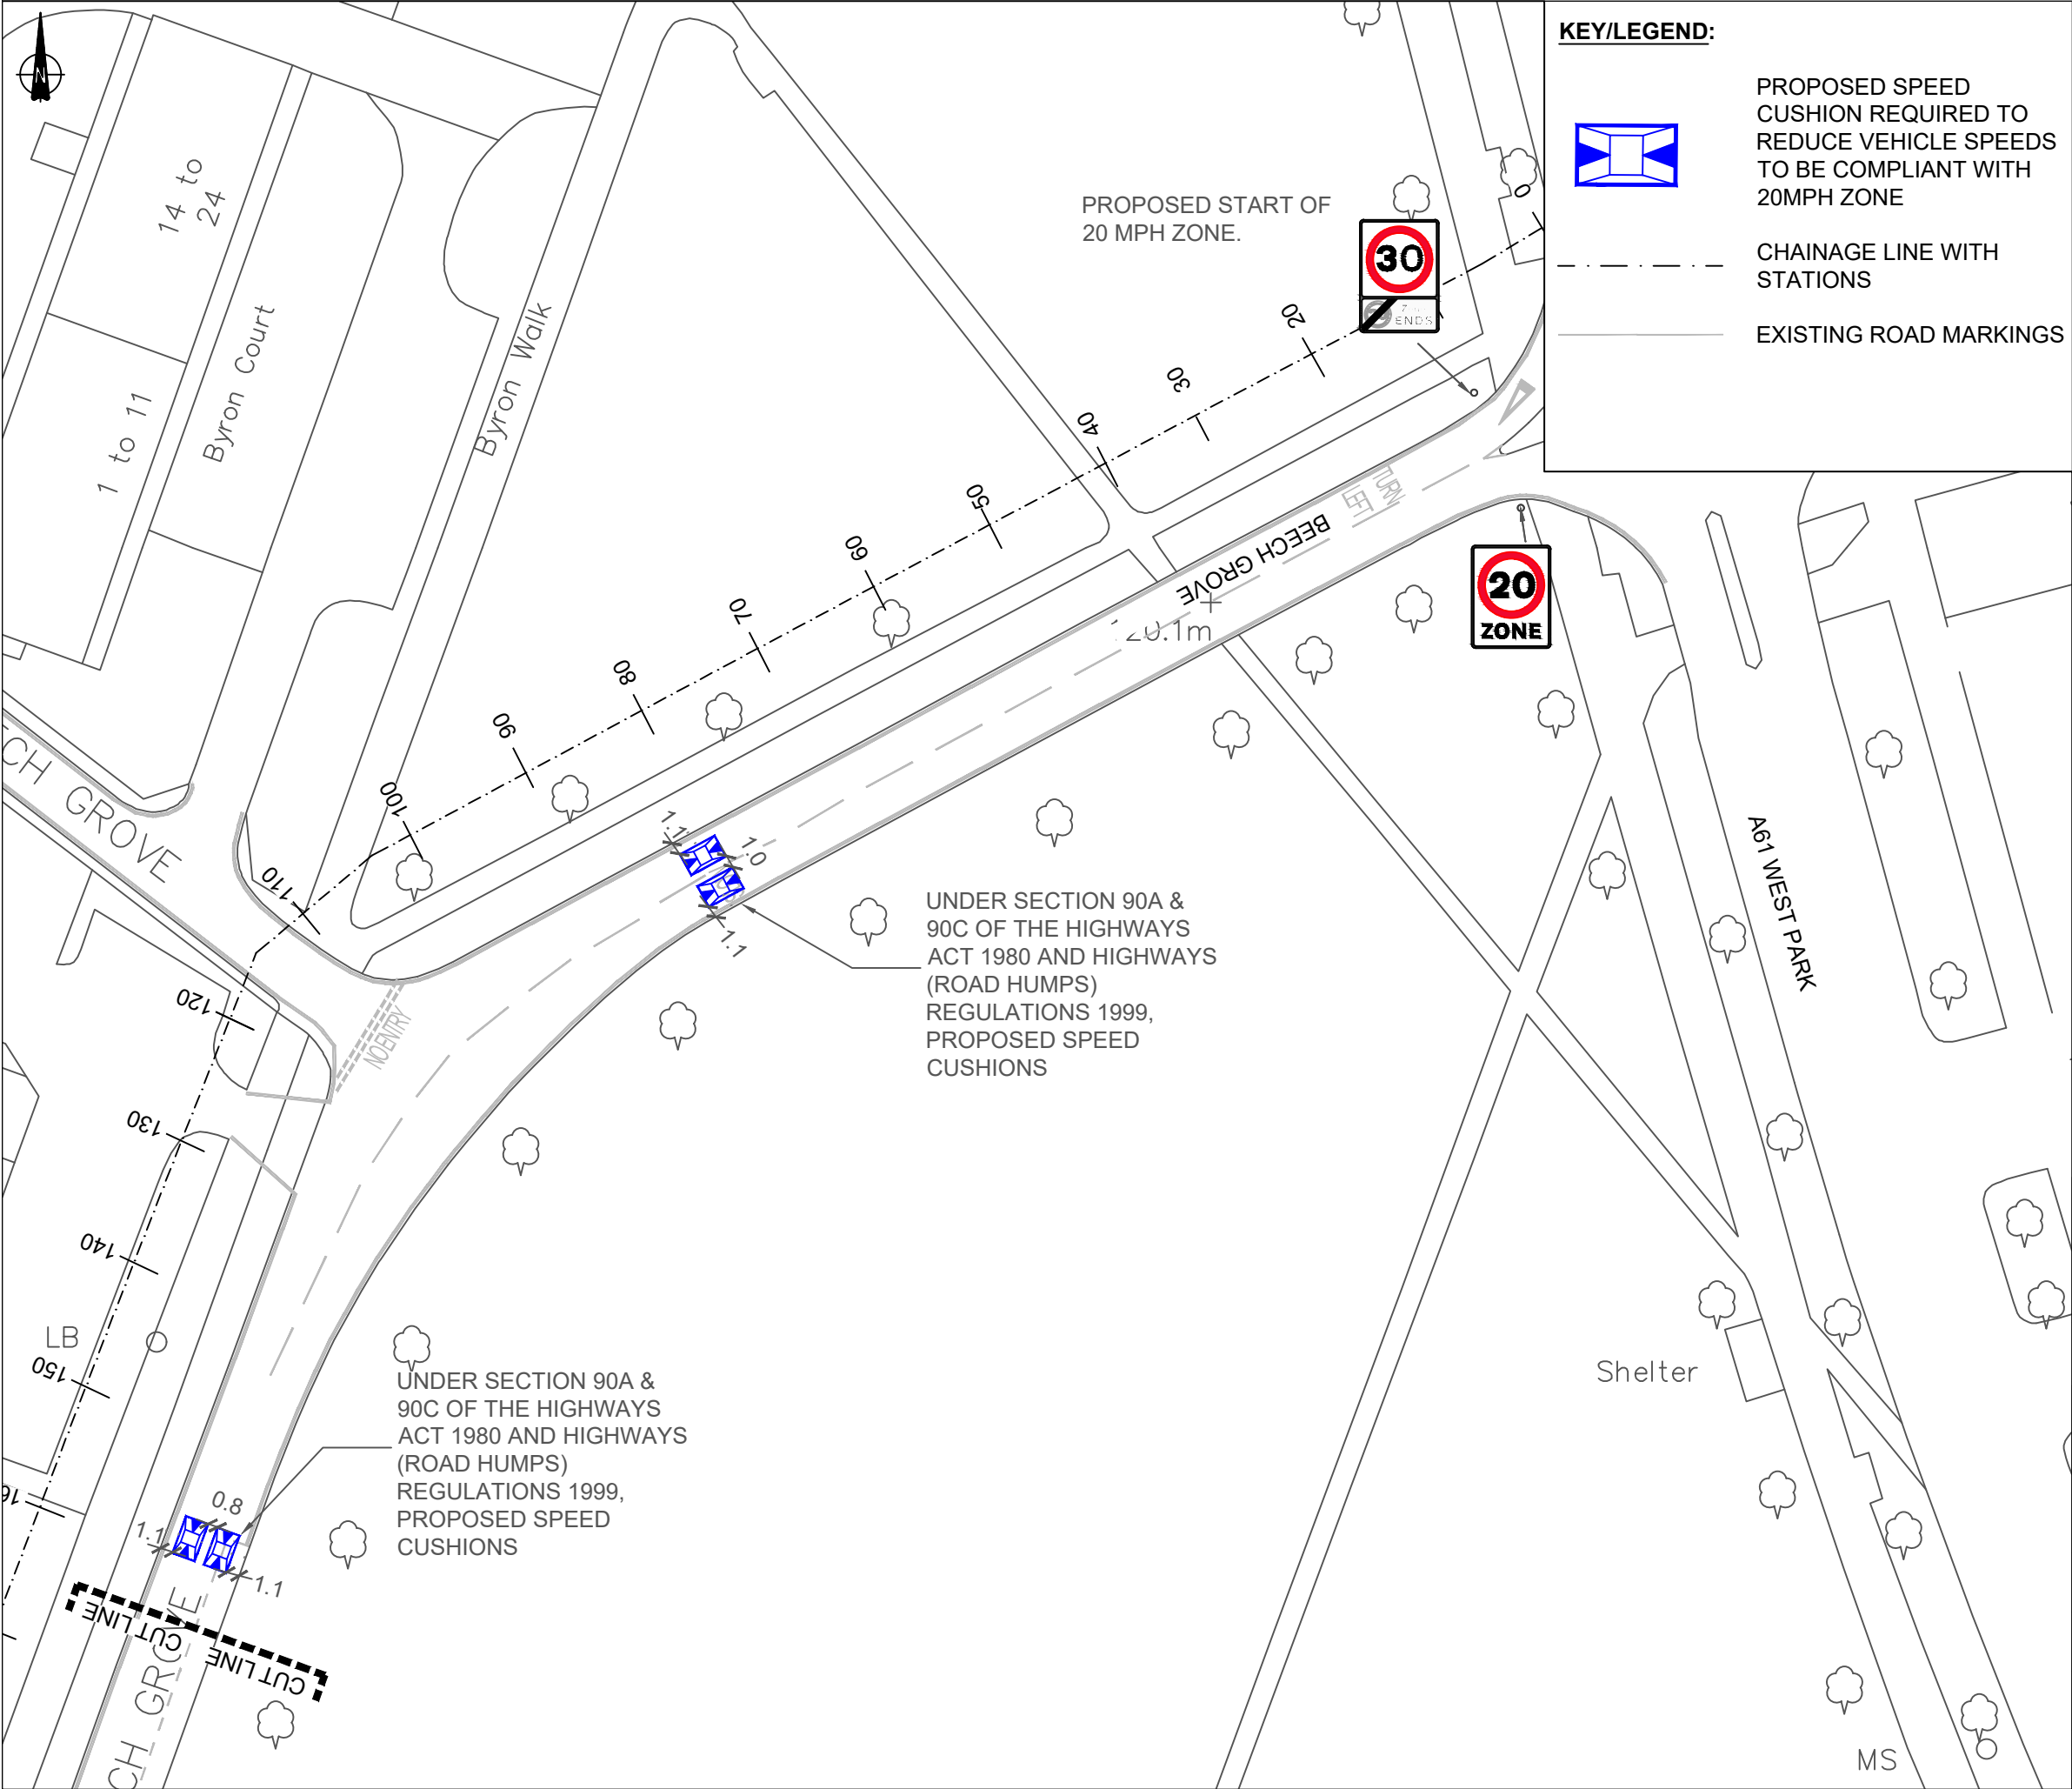 N
KEY/LEGEND:
PROPOSED SPEED
CUSHION REQUIRED TO
REDUCE VEHICLE SPEEDS
TO BE COMPLIANT WITH
20MPH ZONE
CHAINAGE LINE WITH
STATIONS
EXISTING ROAD MARKINGS
14 to
24
Byron Court
1 to 11
Byron Walk
PROPOSED START OF
20 MPH ZONE.
30
ENDS
20
ZONE
0
20
30
40
50
60
70
80
90
100
110
120
130
140
150
TURN
LEFT
BEECH GROVE
CH GROVE
NO ENTRY
A61 WEST PARK
1.1
1.0
1.1
UNDER SECTION 90A &
90C OF THE HIGHWAYS
ACT 1980 AND HIGHWAYS
(ROAD HUMPS)
REGULATIONS 1999,
PROPOSED SPEED
CUSHIONS
LB
UNDER SECTION 90A &
90C OF THE HIGHWAYS
ACT 1980 AND HIGHWAYS
(ROAD HUMPS)
REGULATIONS 1999,
PROPOSED SPEED
CUSHIONS
0.8
1.1
1.1
CUT LINE
CUT LINE
CH GROVE
Shelter
MS